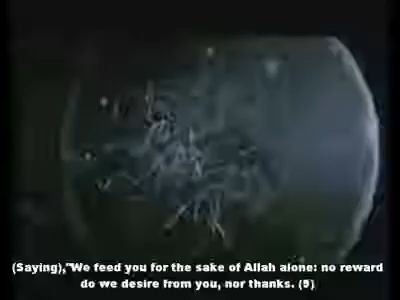 (Saying),"We feed you for the sake of Allah alone: no reward
do we desire from you, nor thanks. (9)